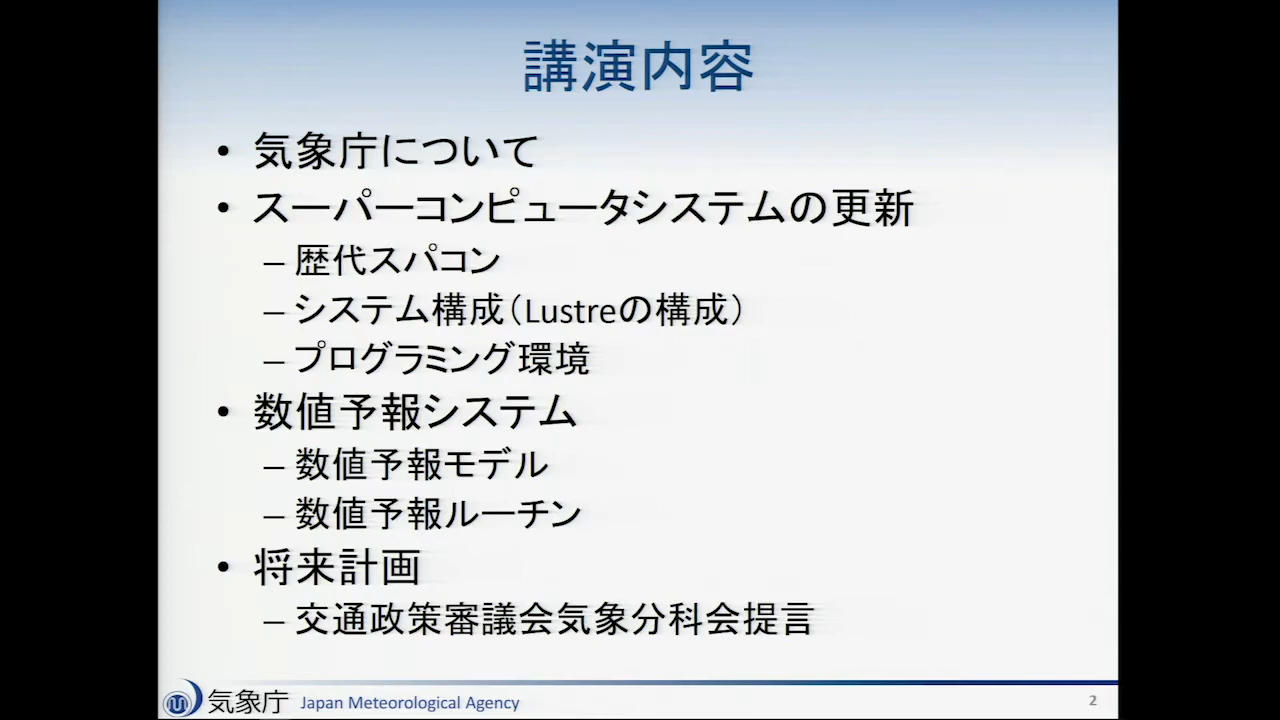 講演内容
• 気象庁について
• スーパーコンピュータシステムの更新
– 歴代スパコン
– システム構成（Lustreの構成）
– プログラミング環境
• 数値予報システム
– 数値予報モデル
– 数値予報ルーチン
• 将来計画
– 交通政策審議会気象分科会提言
気象庁 Japan Meteorological Agency
2